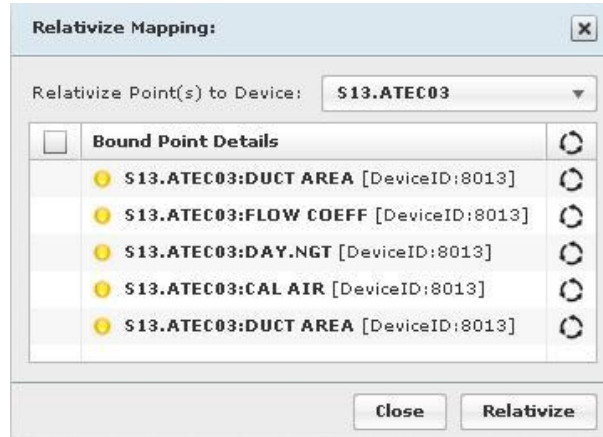 Relativize Mapping:
Relativize Point(s) to Device: S13.ATEC03
Bound Point Details
S13.ATEC03:DUCT AREA [DeviceID:8013]
S13.ATEC03:FLOW COEFF [DeviceID:8013]
S13.ATEC03:DAY.NGT [DeviceID:8013]
S13.ATEC03:CAL AIR [DeviceID:8013]
S13.ATEC03:DUCT AREA [DeviceID:8013]
Close Relativize